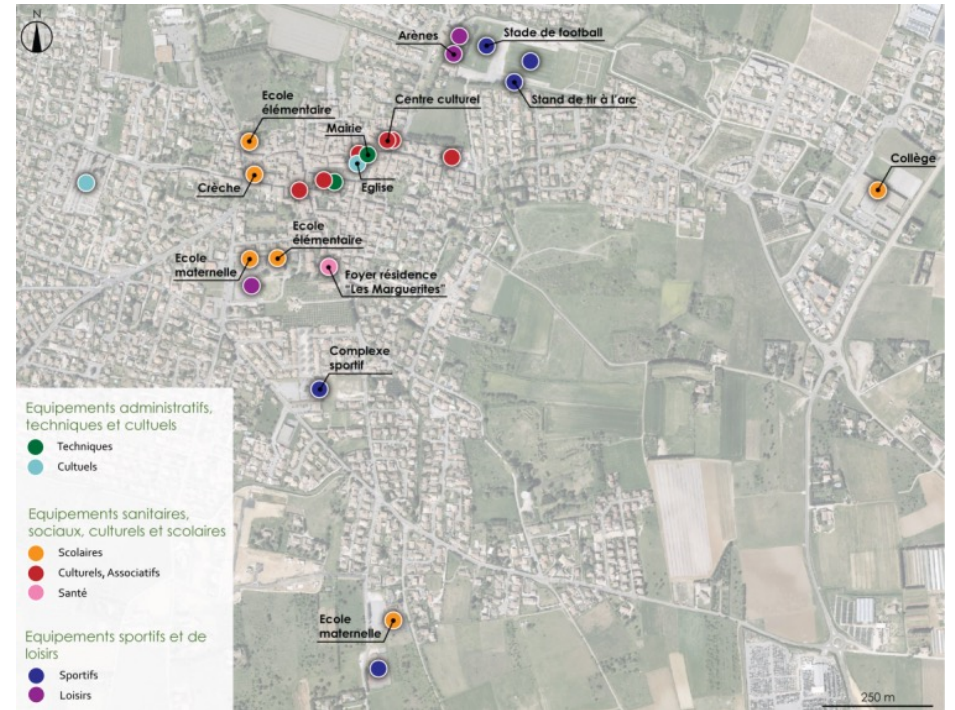 N
Arènes
Stade de football
Stand de tir à l'arc
Ecole
élémentaire
Centre culturel
Mairie
Collège
Crèche
Eglise
Ecole
élémentaire
Ecole
maternelle
Foyer résidence
"Les Marguerites"
Complexe
sportif
Equipements administratifs,
techniques et cultuels
Techniques
Cultuels
Equipements sanitaires,
sociaux, culturels et scolaires
Scolaires
Culturels, Associatifs
Santé
Equipements sportifs et de
loisirs
Sportifs
Loisirs
Ecole
maternelle
250 m